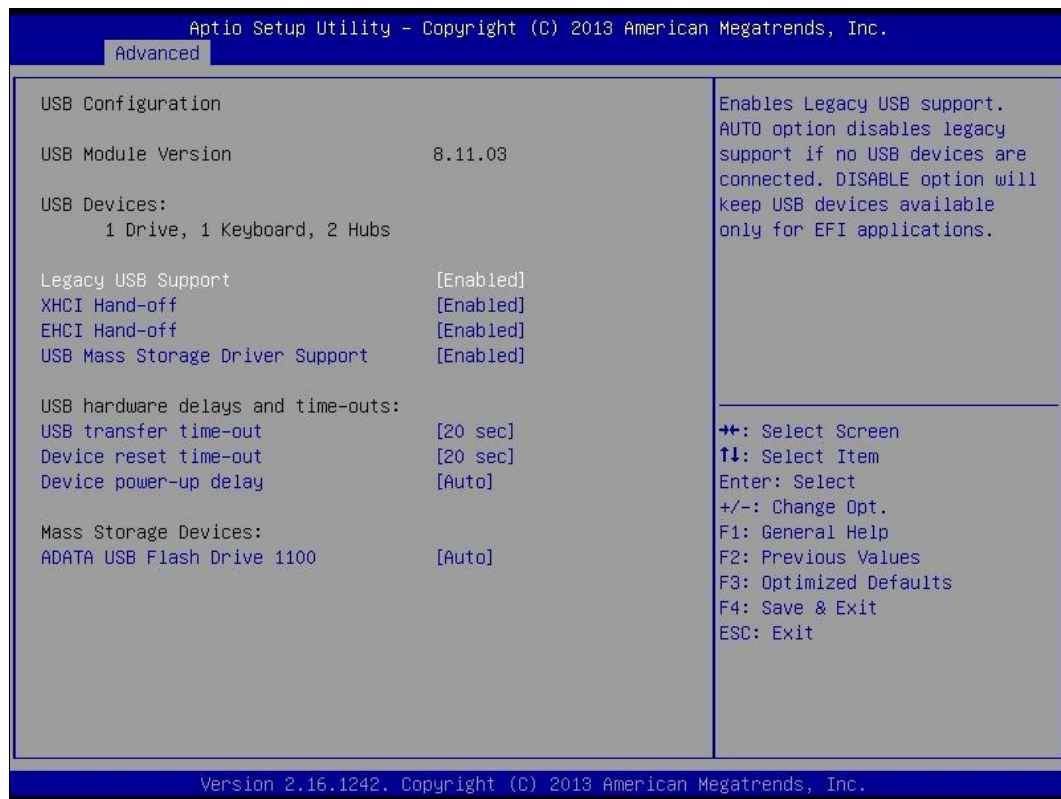 Aptio Setup Utility – Copyright (C) 2013 American Megatrends, Inc.
Advanced
USB Configuration
USB Module Version 8.11.03
USB Devices:
1 Drive, 1 Keyboard, 2 Hubs
Legacy USB Support [Enabled]
XHCI Hand-off [Enabled]
EHCI Hand-off [Enabled]
USB Mass Storage Driver Support [Enabled]
USB hardware delays and time-outs:
USB transfer time-out [20 sec]
Device reset time-out [20 sec]
Device power-up delay [Auto]
Mass Storage Devices:
ADATA USB Flash Drive 1100 [Auto]
Enables Legacy USB support.
AUTO option disables legacy
support if no USB devices are
connected. DISABLE option will
keep USB devices available
only for EFI applications.
→←: Select Screen
↑↓: Select Item
Enter: Select
+/-: Change Opt.
F1: General Help
F2: Previous Values
F3: Optimized Defaults
F4: Save & Exit
ESC: Exit
Version 2.16.1242. Copyright (C) 2013 American Megatrends, Inc.